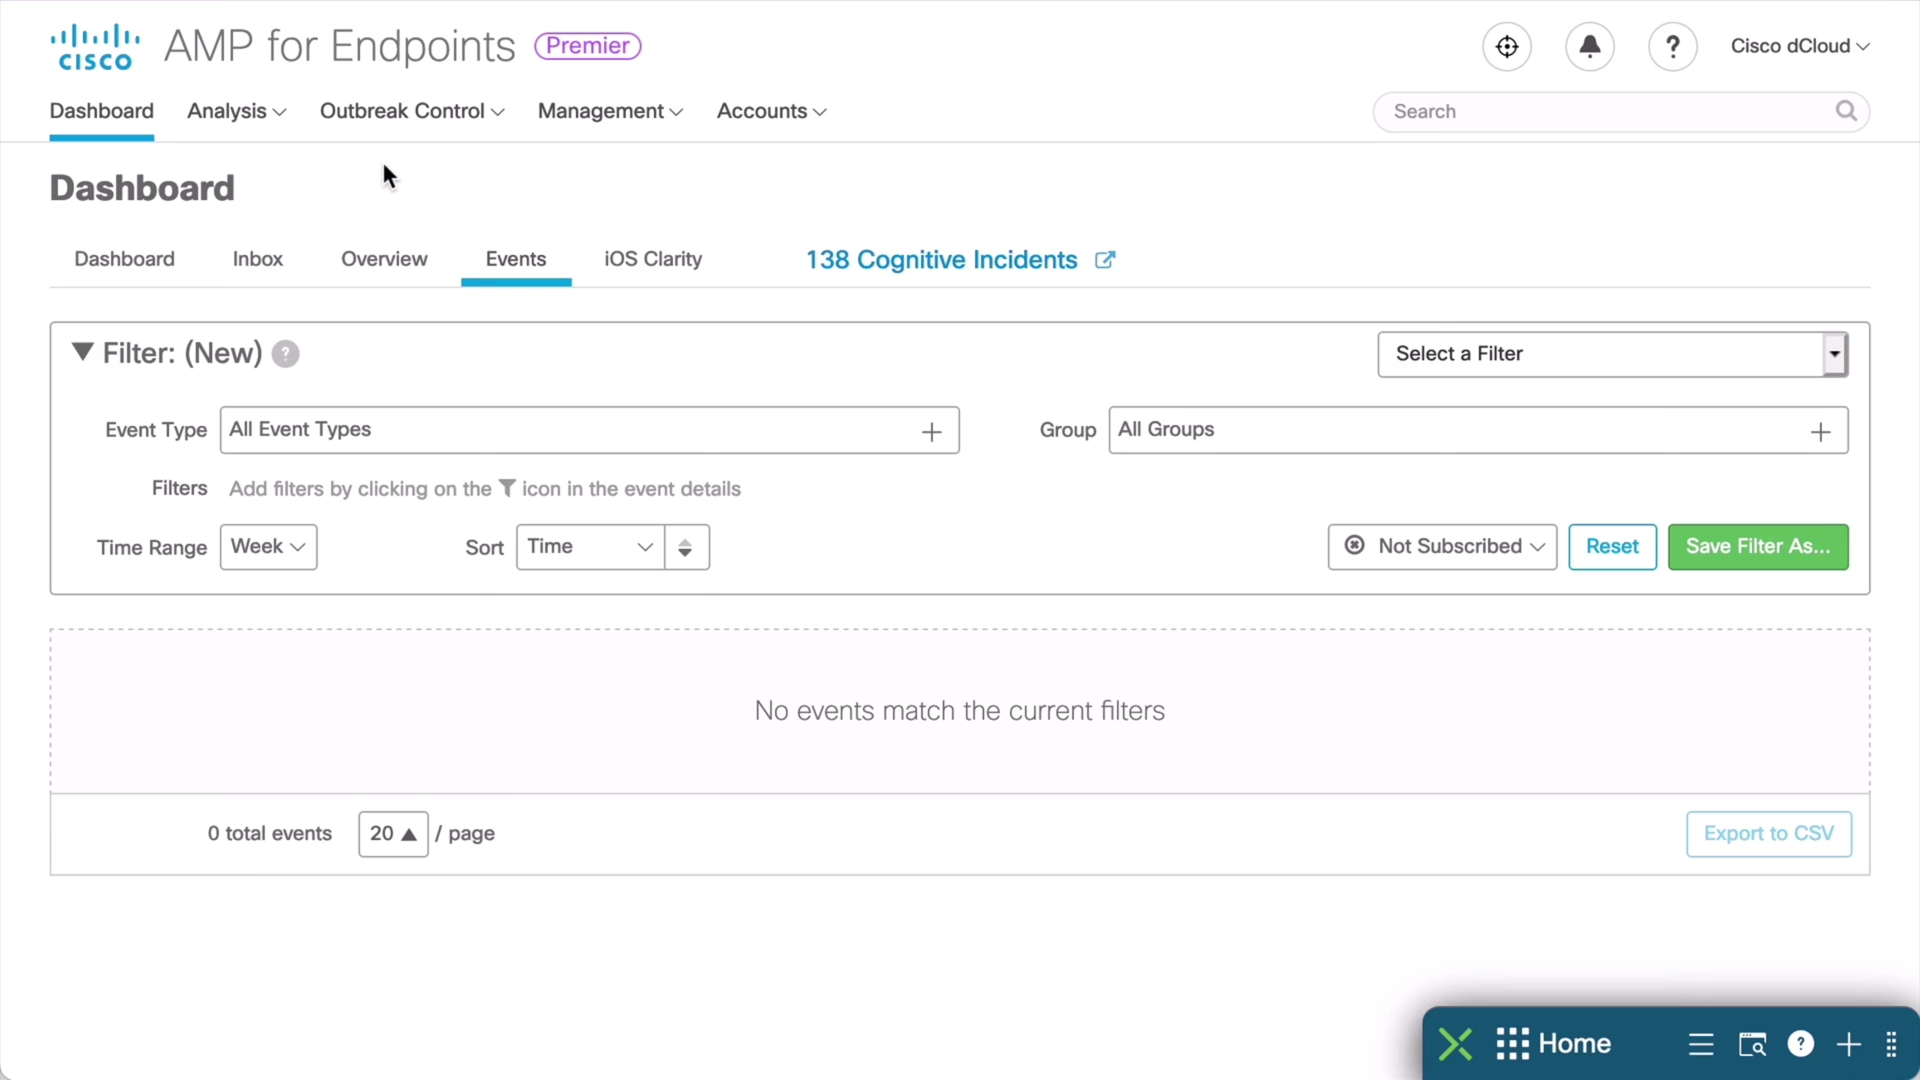 CISCO AMP for Endpoints Premier
Cisco dCloud
Dashboard Analysis Outbreak Control Management Accounts
Search
Dashboard
Dashboard Inbox Overview Events iOS Clarity 138 Cognitive Incidents
Filter: (New) ?
Select a Filter
Event Type All Event Types
Group All Groups
Filters Add filters by clicking on the icon in the event details
Time Range Week Sort Time
Not Subscribed Reset Save Filter As...
No events match the current filters
0 total events 20 / page
Export to CSV
Home